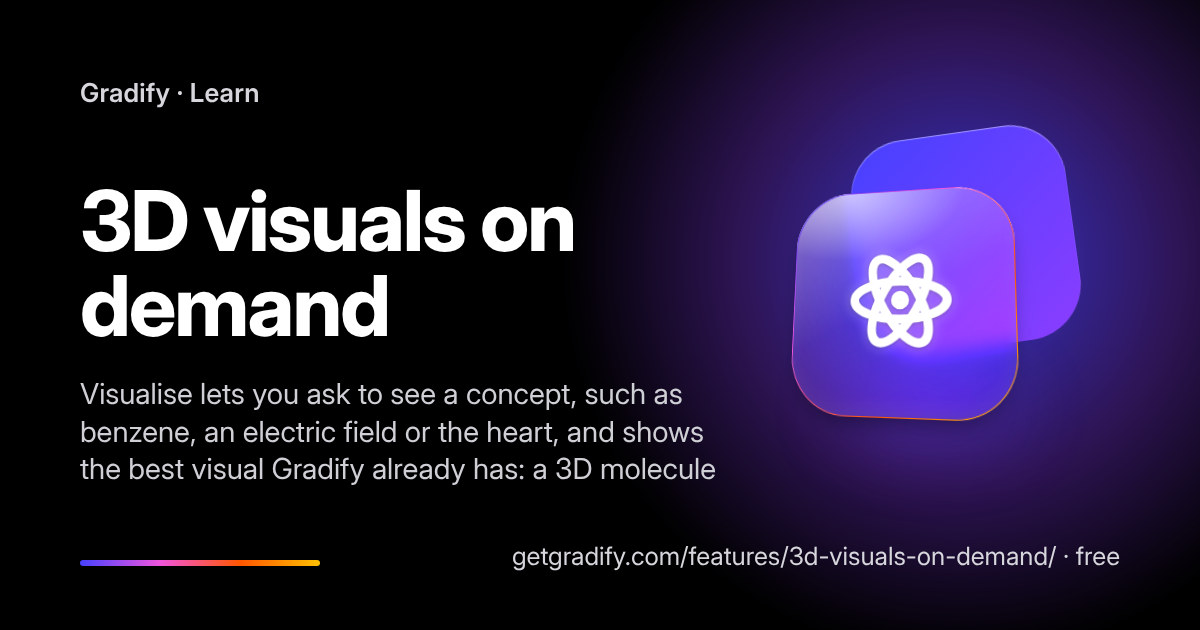 Gradify · Learn
3D visuals on
demand
Visualise lets you ask to see a concept, such as
benzene, an electric field or the heart, and shows
the best visual Gradify already has: a 3D molecule
getgradify.com/features/3d-visuals-on-demand/ · free